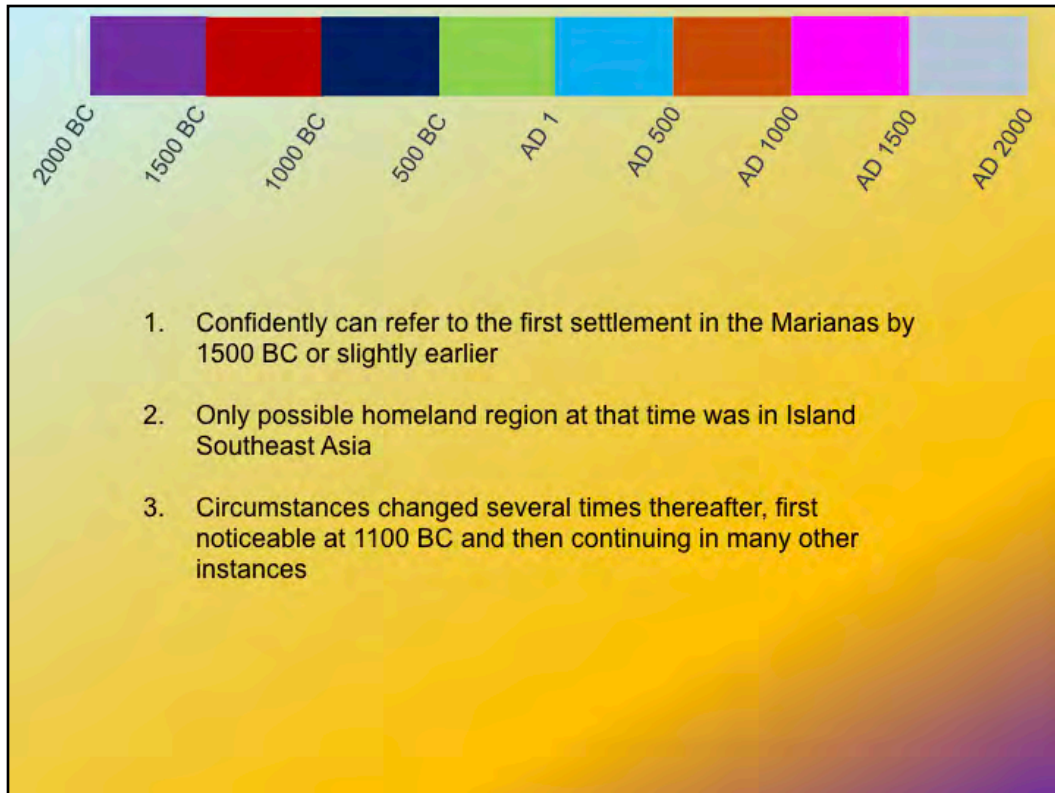 2000 BC
1500 BC
1000 BC
500 BC
AD 1
AD 500
AD 1000
AD 1500
AD 2000
1. Confidently can refer to the first settlement in the Marianas by
1500 BC or slightly earlier
2. Only possible homeland region at that time was in Island
Southeast Asia
3. Circumstances changed several times thereafter, first
noticeable at 1100 BC and then continuing in many other
instances